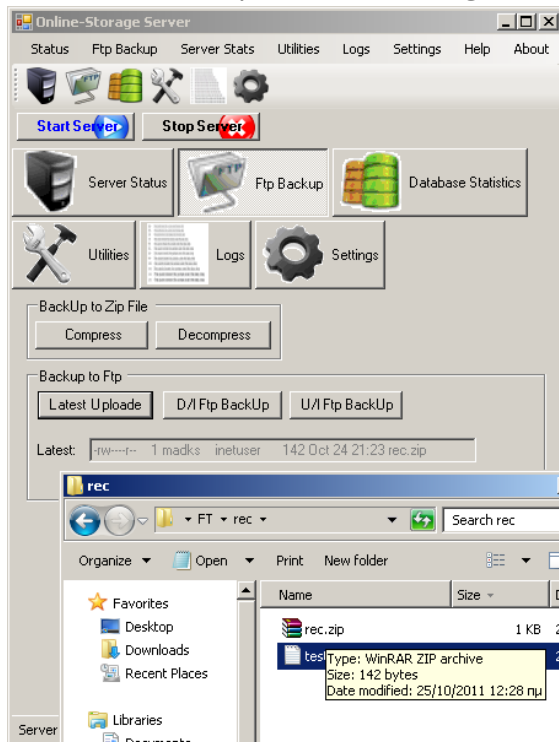 Online-Storage Server
Status Ftp Backup Server Stats Utilities Logs Settings Help About
FTP
Start Server Stop Server
Server Status FTP Ftp Backup Database Statistics
Utilities Logs Settings
BackUp to Zip File
Compress Decompress
Backup to Ftp
Latest Uploade D/l Ftp BackUp U/l Ftp BackUp
Latest: -rw----r-- 1 madks inetuser 142 Oct 24 21:23 rec.zip
rec
FT rec Search rec
Organize Open Print New folder
Favorites Name Size
Desktop rec.zip 1 KB 2
Downloads Type: WinRAR ZIP archive
Size: 142 bytes
Recent Places Date modified: 25/10/2011 12:28 πμ
Libraries
Server Documents